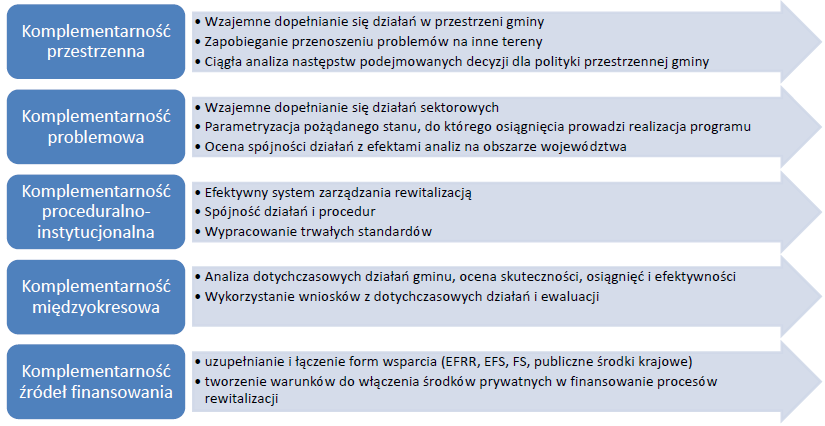 Komplementarność
przestrzenna
• Wzajemne dopełnianie się działań w przestrzeni gminy
• Zapobieganie przenoszeniu problemów na inne tereny
• Ciągła analiza następstw podejmowanych decyzji dla polityki przestrzennej gminy
Komplementarność
problemowa
• Wzajemne dopełnianie się działań sektorowych
• Parametryzacja pożądanego stanu, do którego osiągnięcia prowadzi realizacja programu
• Ocena spójności działań z efektami analiz na obszarze województwa
Komplementarność
proceduralno-
instytucjonalna
• Efektywny system zarządzania rewitalizacją
• Spójność działań i procedur
• Wypracowanie trwałych standardów
Komplementarność
międzyokresowa
• Analiza dotychczasowych działań gminu, ocena skuteczności, osiągnięć i efektywności
• Wykorzystanie wniosków z dotychczasowych działań i ewaluacji
Komplementarność
źródeł finansowania
• uzupełnianie i łączenie form wsparcia (EFRR, EFS, FS, publiczne środki krajowe)
• tworzenie warunków do włączenia środków prywatnych w finansowanie procesów
rewitalizacji